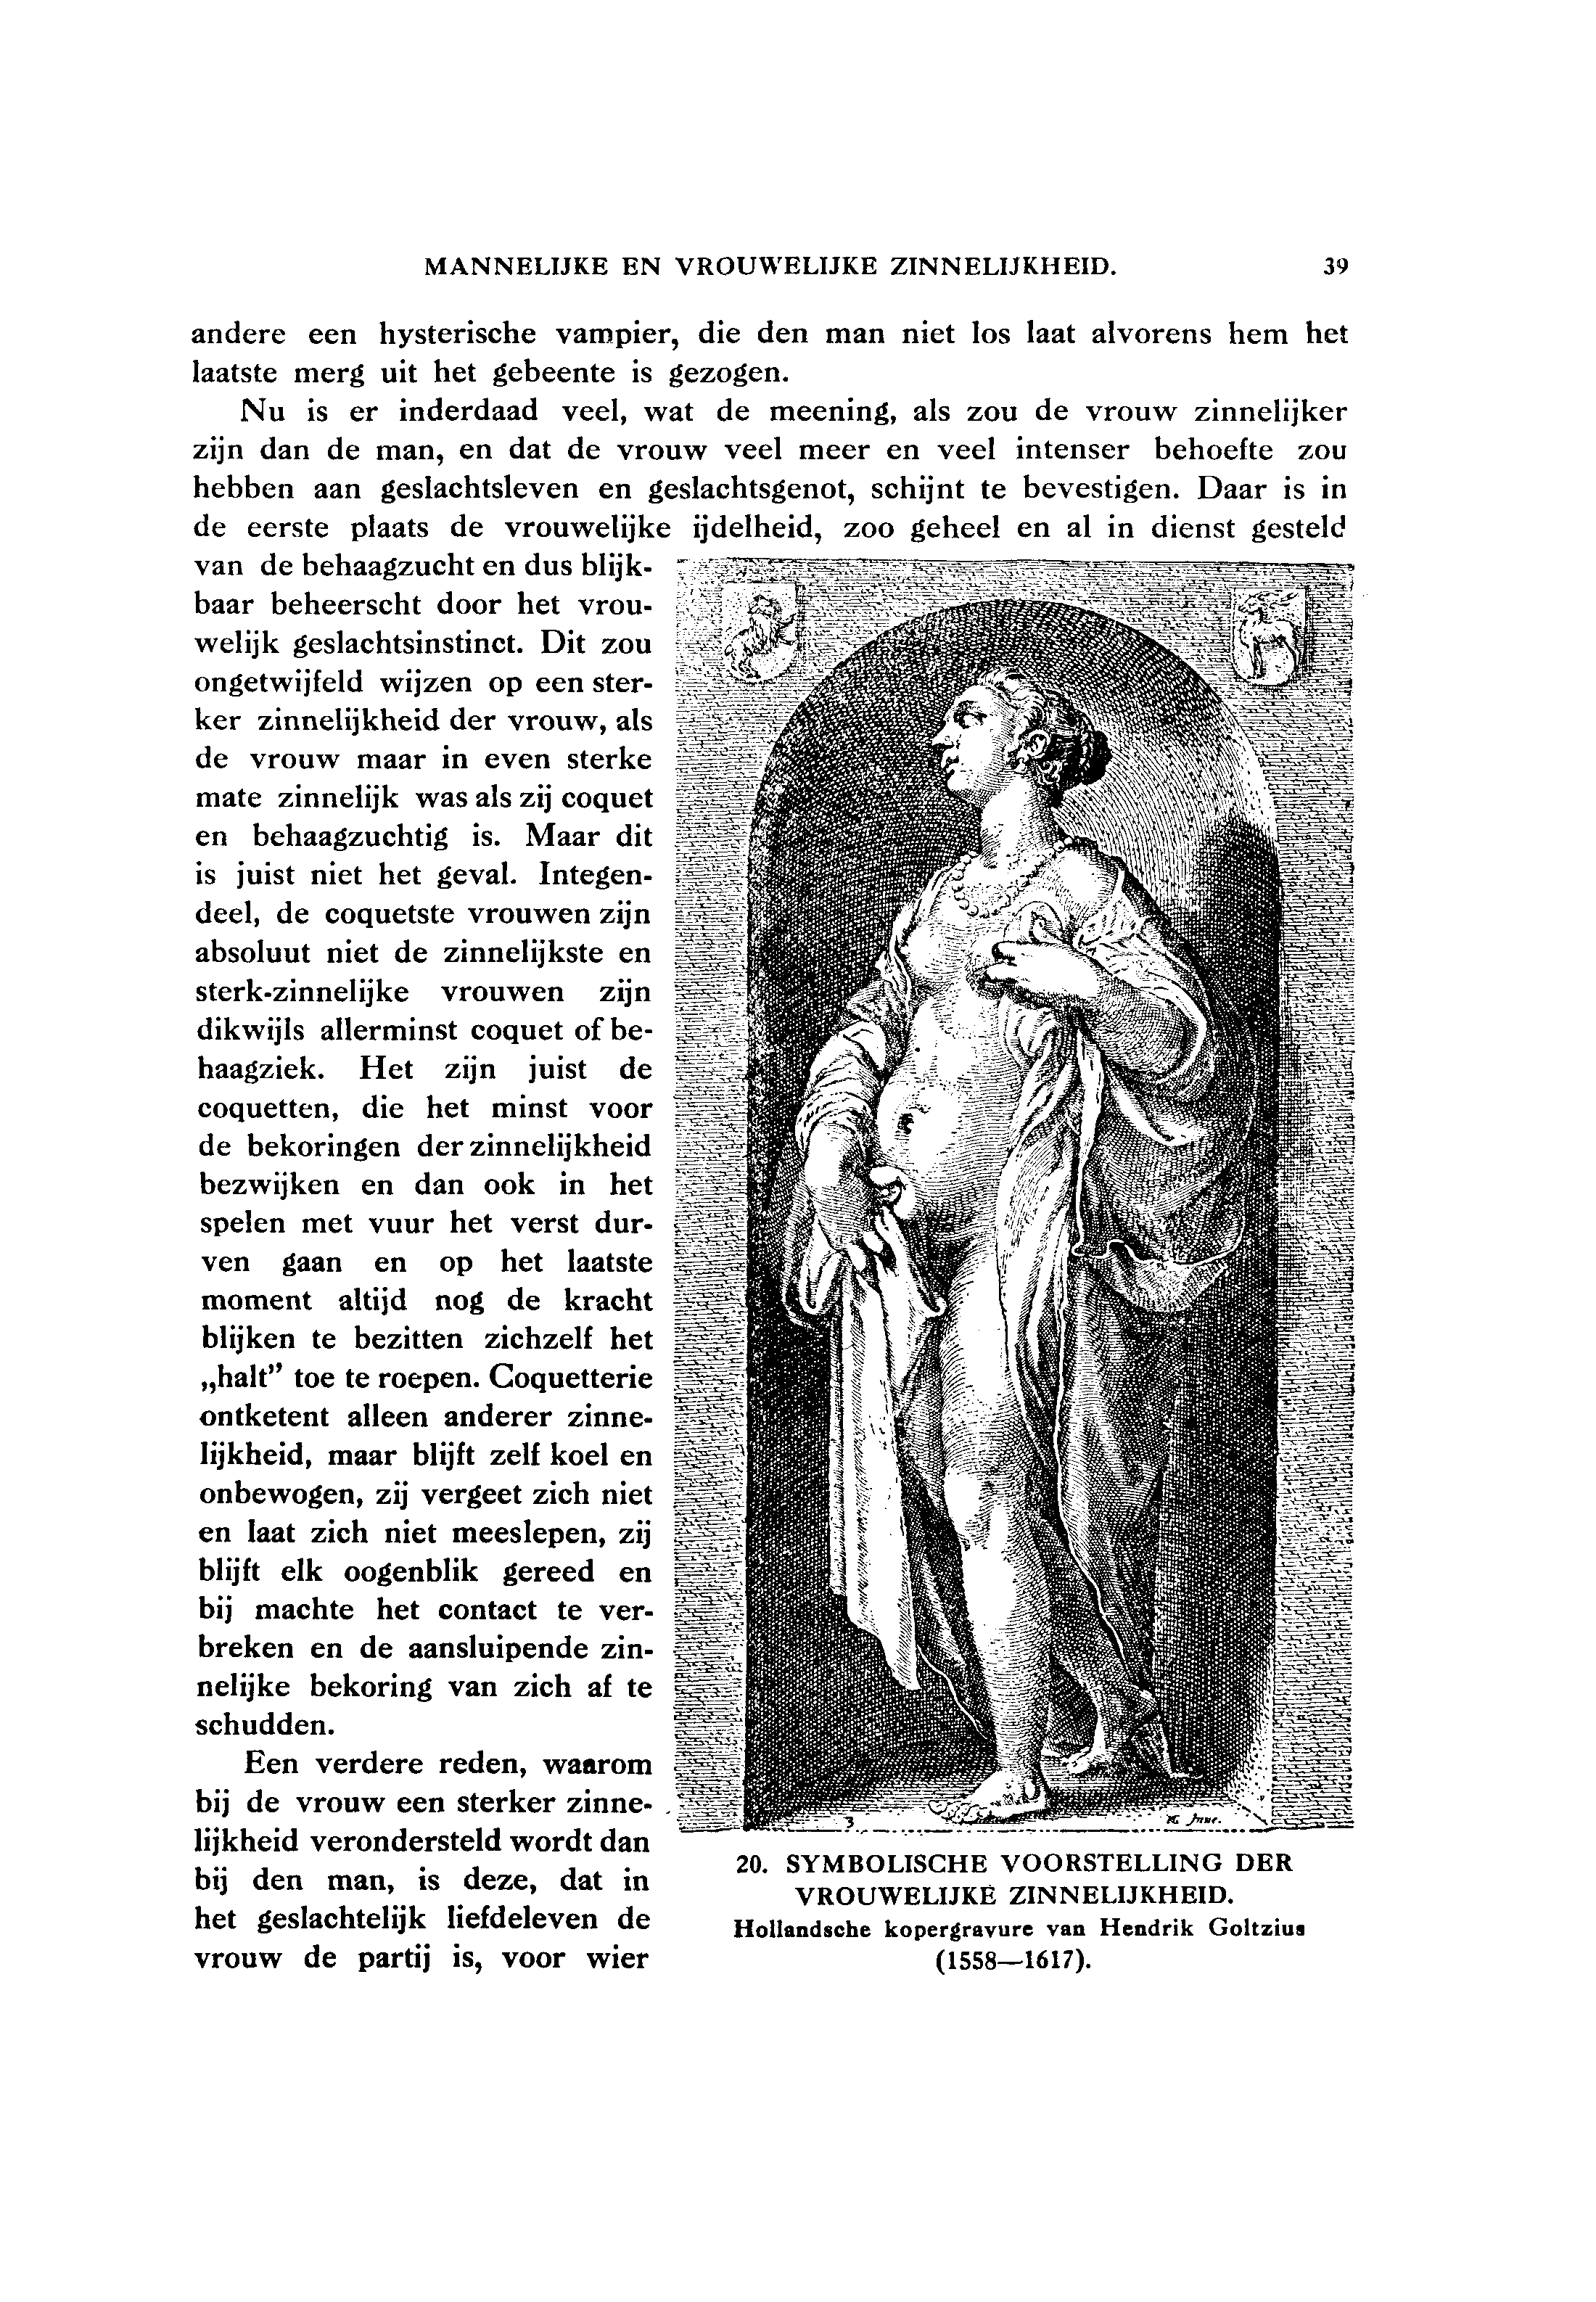 MANNELIJKE EN VROUWELIJKE ZINNELIJKHEID. 39
andere een hysterische vampier, die den man niet los laat alvorens hem het
laatste merg uit het gebeente is gezogen.
Nu is er inderdaad veel, wat de meening, als zou de vrouw zinnelijker
zijn dan de man, en dat de vrouw veel meer en veel intenser behoefte zou
hebben aan geslachtsleven en geslachtsgenot, schijnt te bevestigen. Daar is in
de eerste plaats de vrouwelijke ijdelheid, zoo geheel en al in dienst gesteld
van de behaagzucht en dus blijk-
baar beheerscht door het vrou-
welijk geslachtsinstinct. Dit zou
ongetwijfeld wijzen op een ster-
ker zinnelijkheid der vrouw, als
de vrouw maar in even sterke
mate zinnelijk was als zij coquet
en behaagzuchtig is. Maar dit
is juist niet het geval. Integen-
deel, de coquetste vrouwen zijn
absoluut niet de zinnelijkste en
sterk-zinnelijke vrouwen zijn
dikwijls allerminst coquet of be-
haagziek. Het zijn juist de
coquetten, die het minst voor
de bekoringen der zinnelijkheid
bezwijken en dan ook in het
spelen met vuur het verst dur-
ven gaan en op het laatste
moment altijd nog de kracht
blijken te bezitten zichzelf het
„halt” toe te roepen. Coquetterie
ontketent alleen anderer zinne-
lijkheid, maar blijft zelf koel en
onbewogen, zij vergeet zich niet
en laat zich niet meeslepen, zij
blijft elk oogenblik gereed en
bij machte het contact te ver-
breken en de aansluipende zin-
nelijke bekoring van zich af te
schudden.
Een verdere reden, waarom
bij de vrouw een sterker zinne-
lijkheid verondersteld wordt dan
bij den man, is deze, dat in
het geslachtelijk liefdeleven de
vrouw de partij is, voor wier
3
20. SYMBOLISCHE VOORSTELLING DER
VROUWELIJKE ZINNELIJKHEID.
Hollandsche kopergravure van Hendrik Goltzius
(1558—1617).